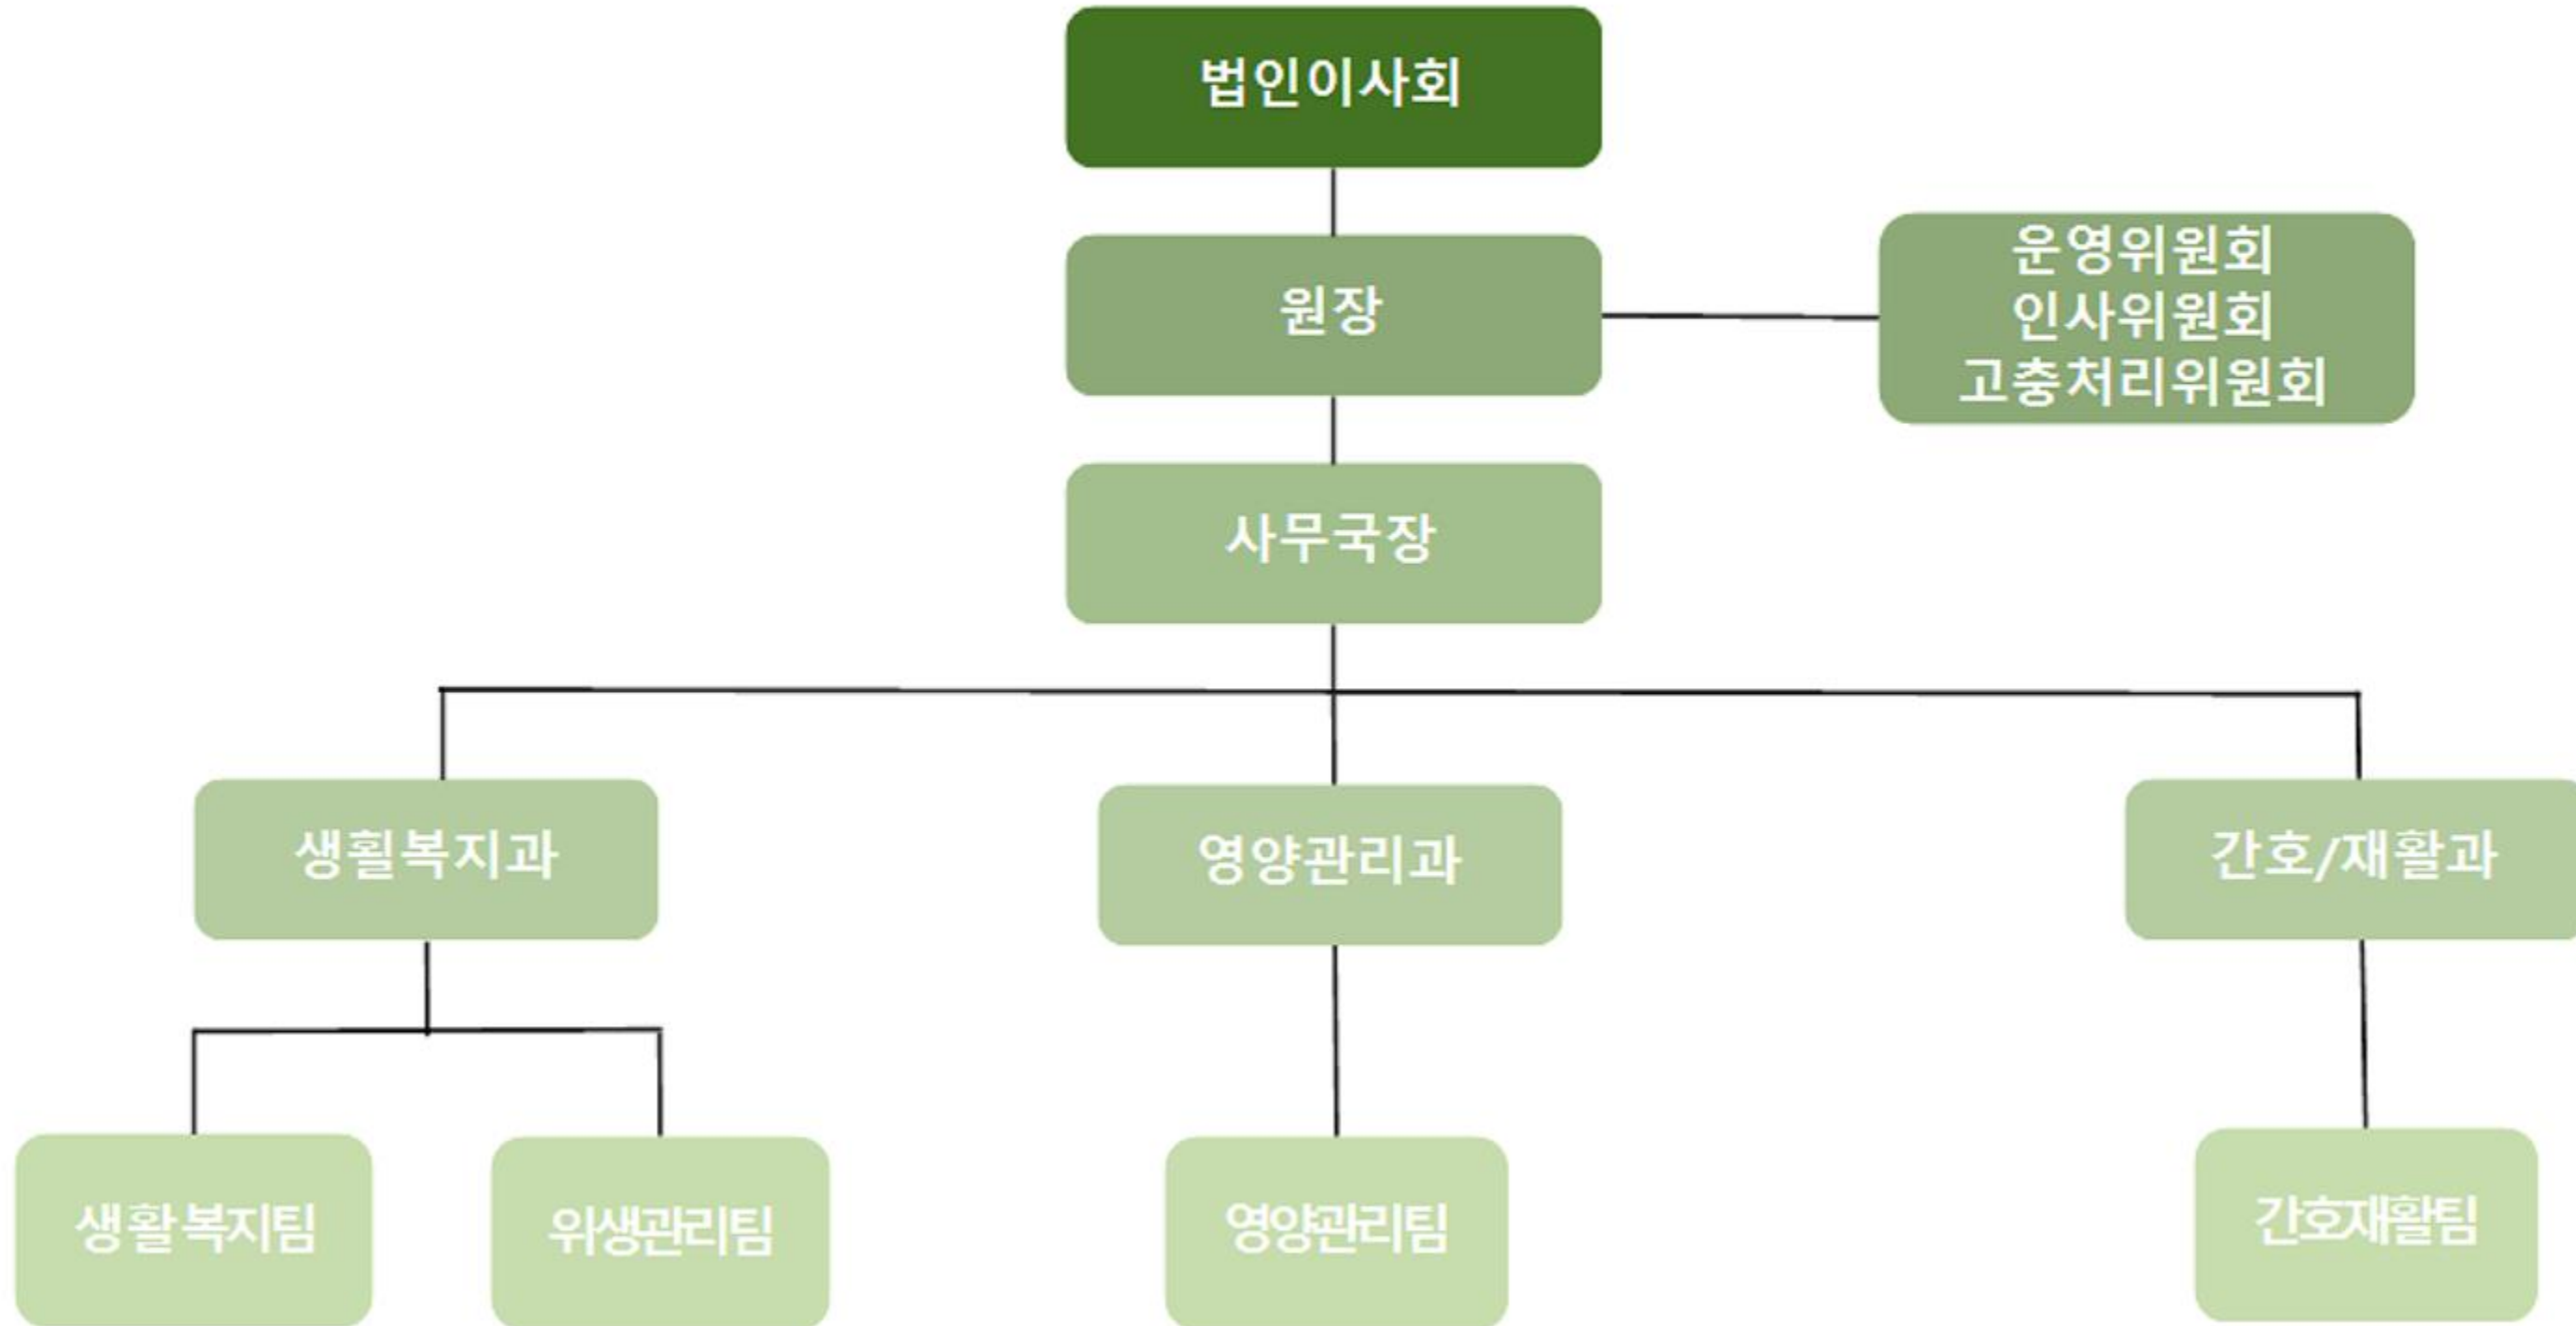 법인이사회
원장
운영위원회
인사위원회
고충처리위원회
사무국장
생횔복지과
영양관리과
간호/재활과
생활복지팀
위생관리팀
영양관리팀
간호재활팀